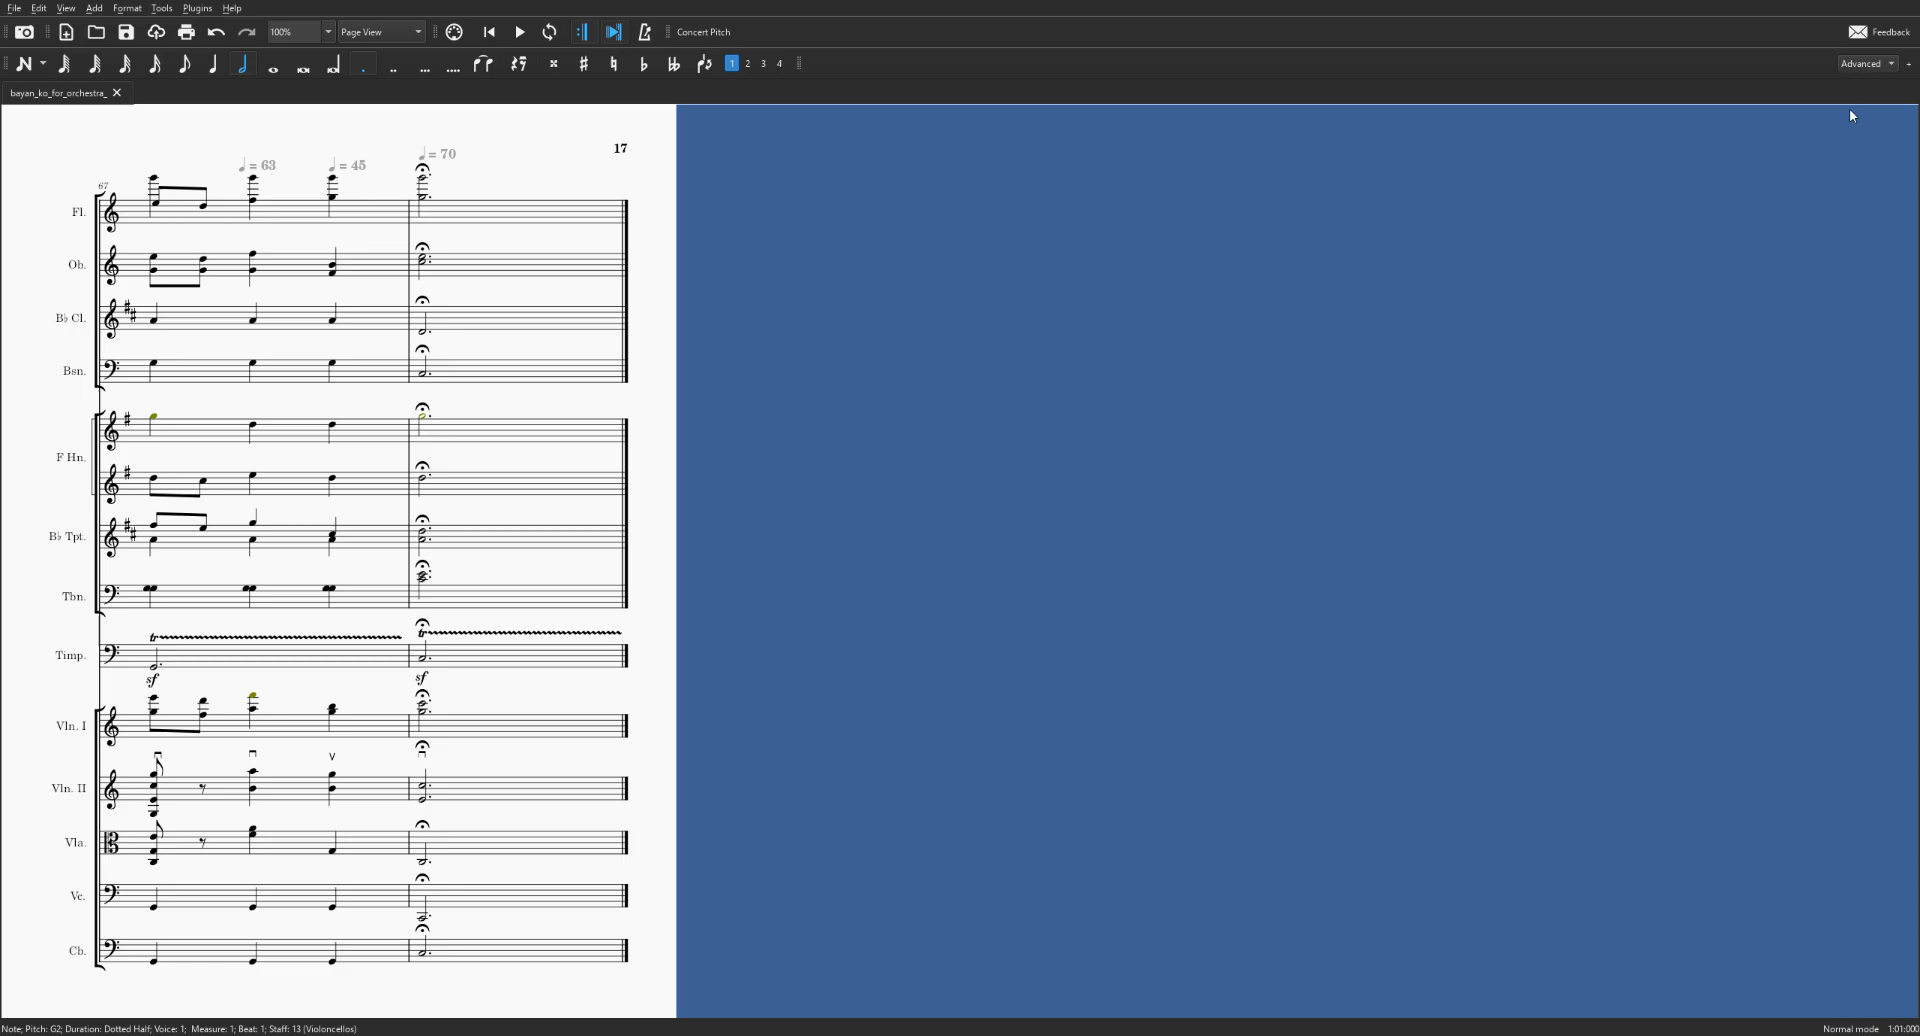 File Edit View Add Format Tools Plugins Help
100% Page View Concert Pitch Feedback
1 2 3 4 Advanced +
bayan_ko_for_orchestra_
17
= 63 = 45 = 70
67
Fl.
Ob.
B♭ Cl.
Bsn.
F Hn.
B♭ Tpt.
Tbn.
tr tr
Timp.
sf sf
Vln. I
Vln. II
Vla.
Vc.
Cb.
Note; Pitch: G2; Duration: Dotted Half; Voice: 1; Measure: 1; Beat: 1; Staff: 13 (Violoncellos) Normal mode 1:01:000